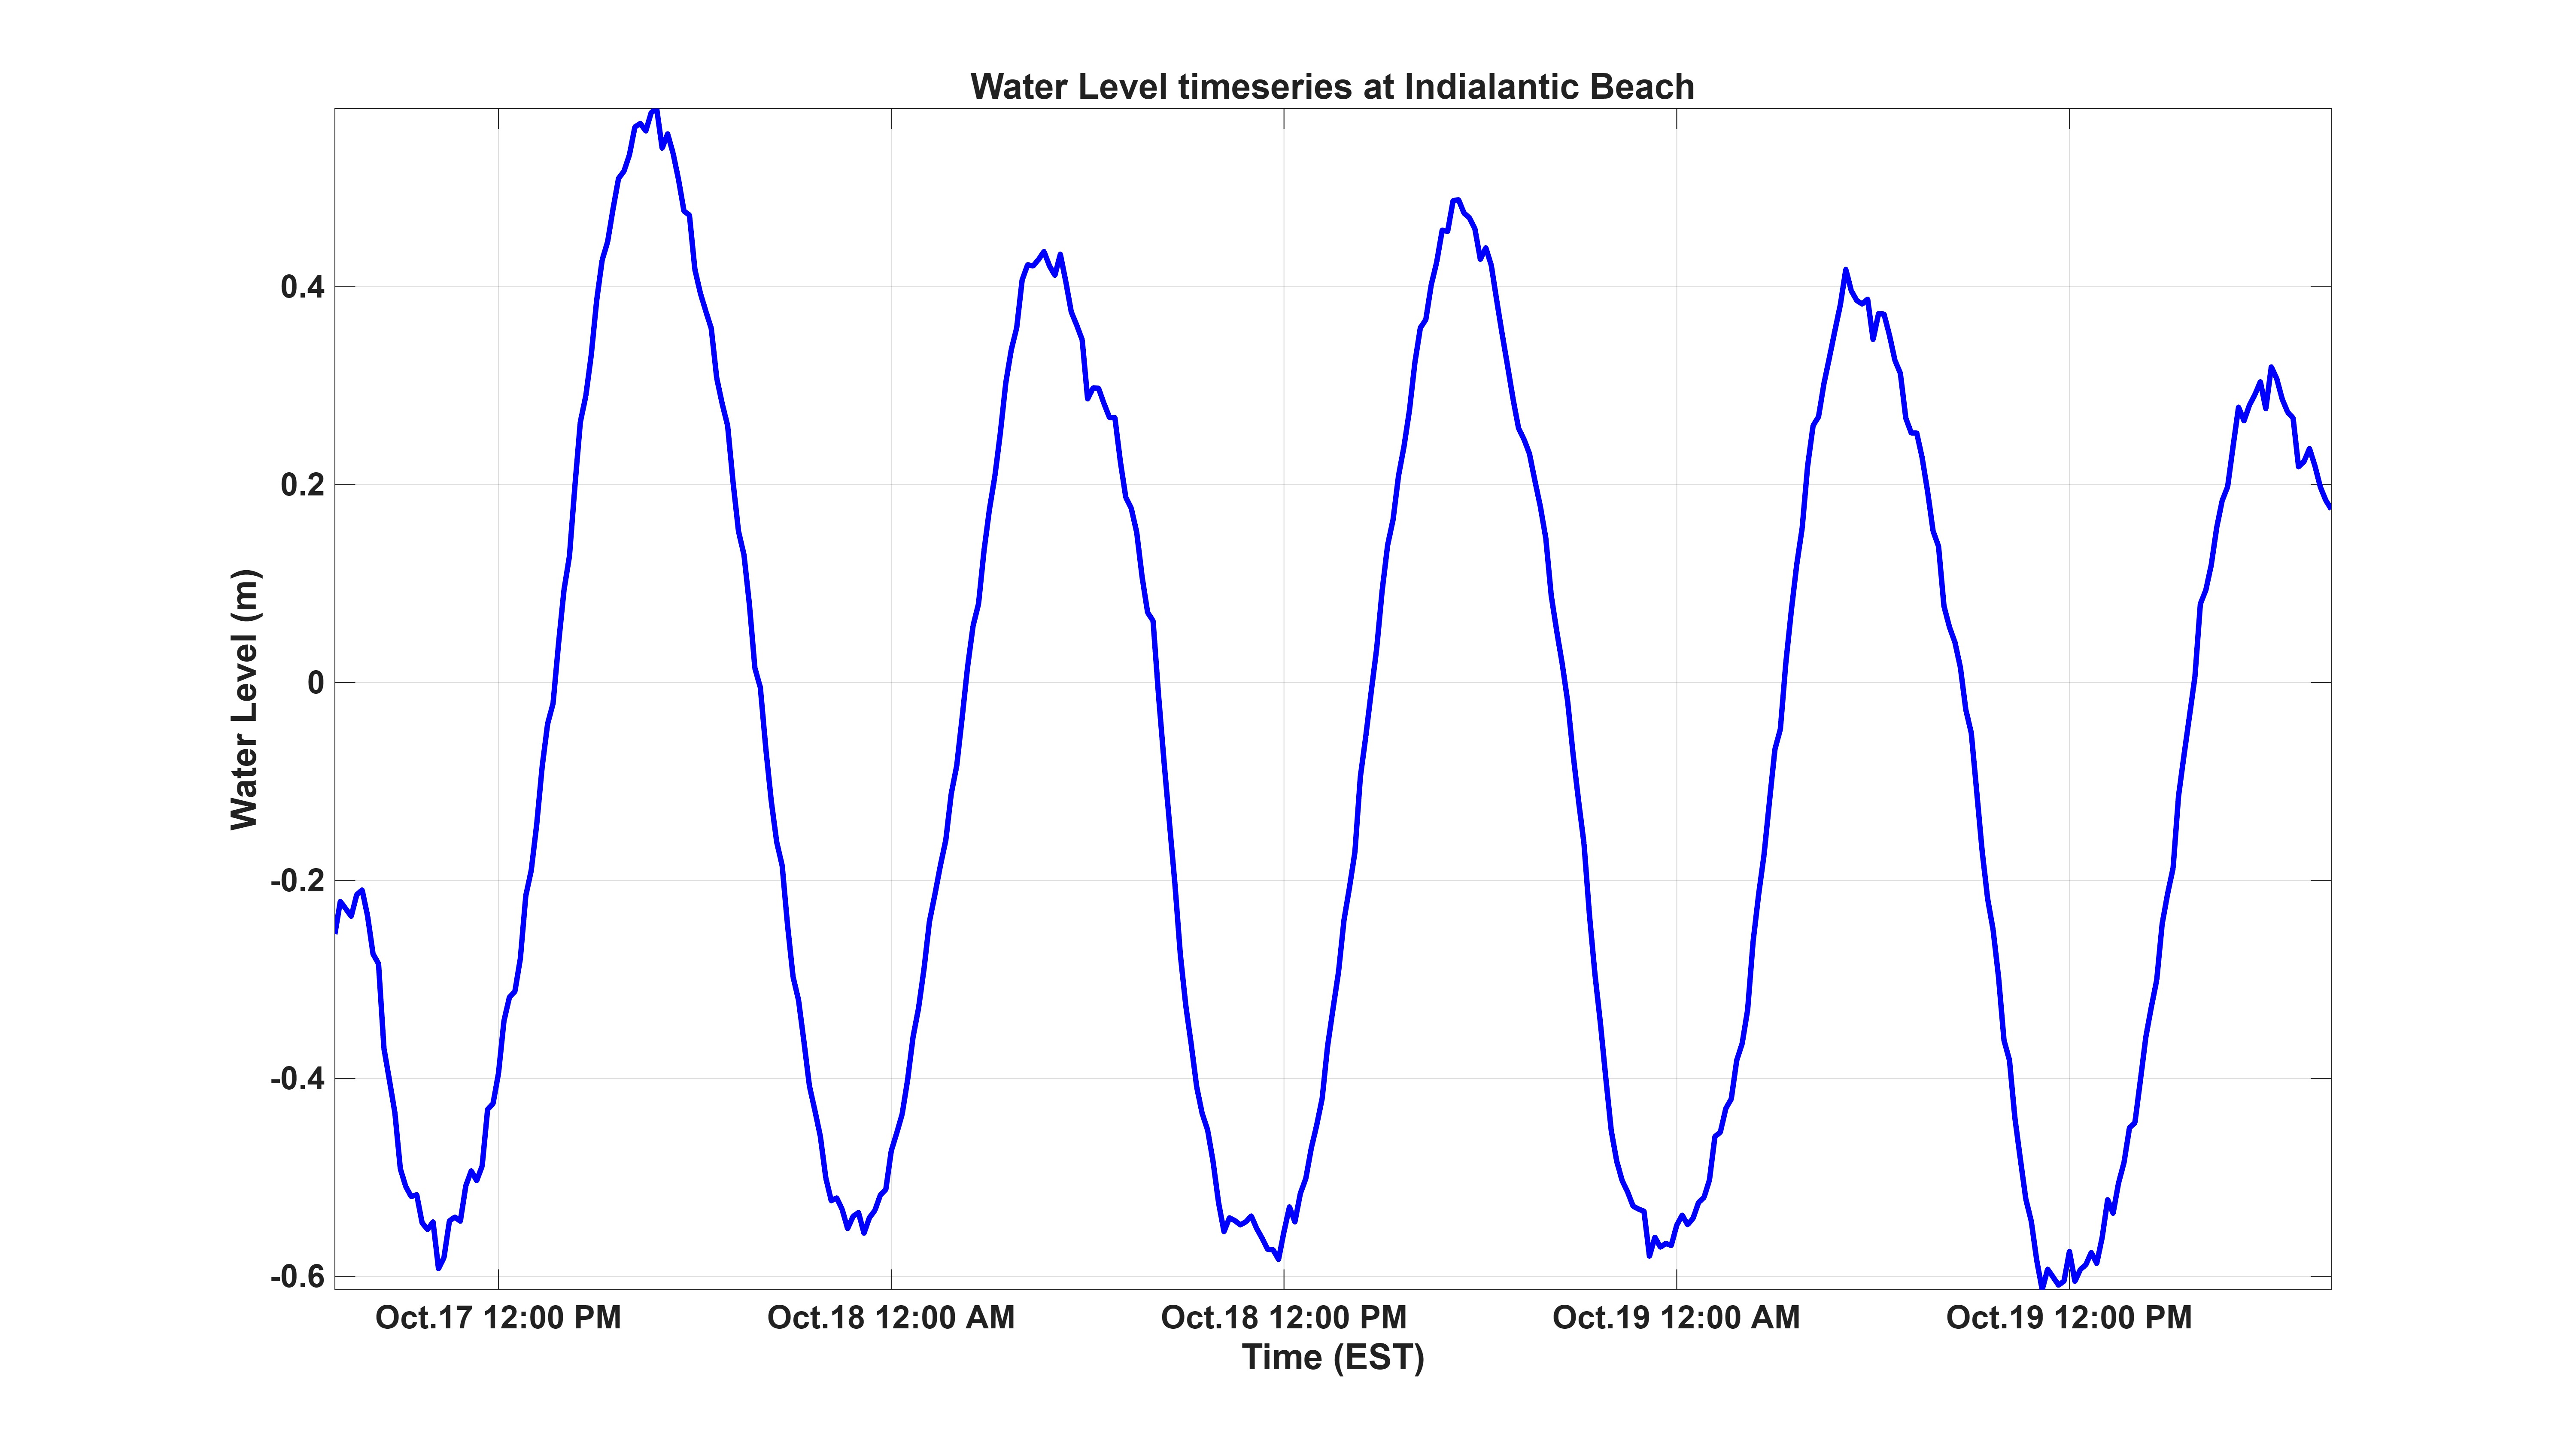 Water Level timeseries at Indialantic Beach
Water Level (m)
0.4
0.2
0
-0.2
-0.4
-0.6
Oct.17 12:00 PM
Oct.18 12:00 AM
Oct.18 12:00 PM
Oct.19 12:00 AM
Oct.19 12:00 PM
Time (EST)